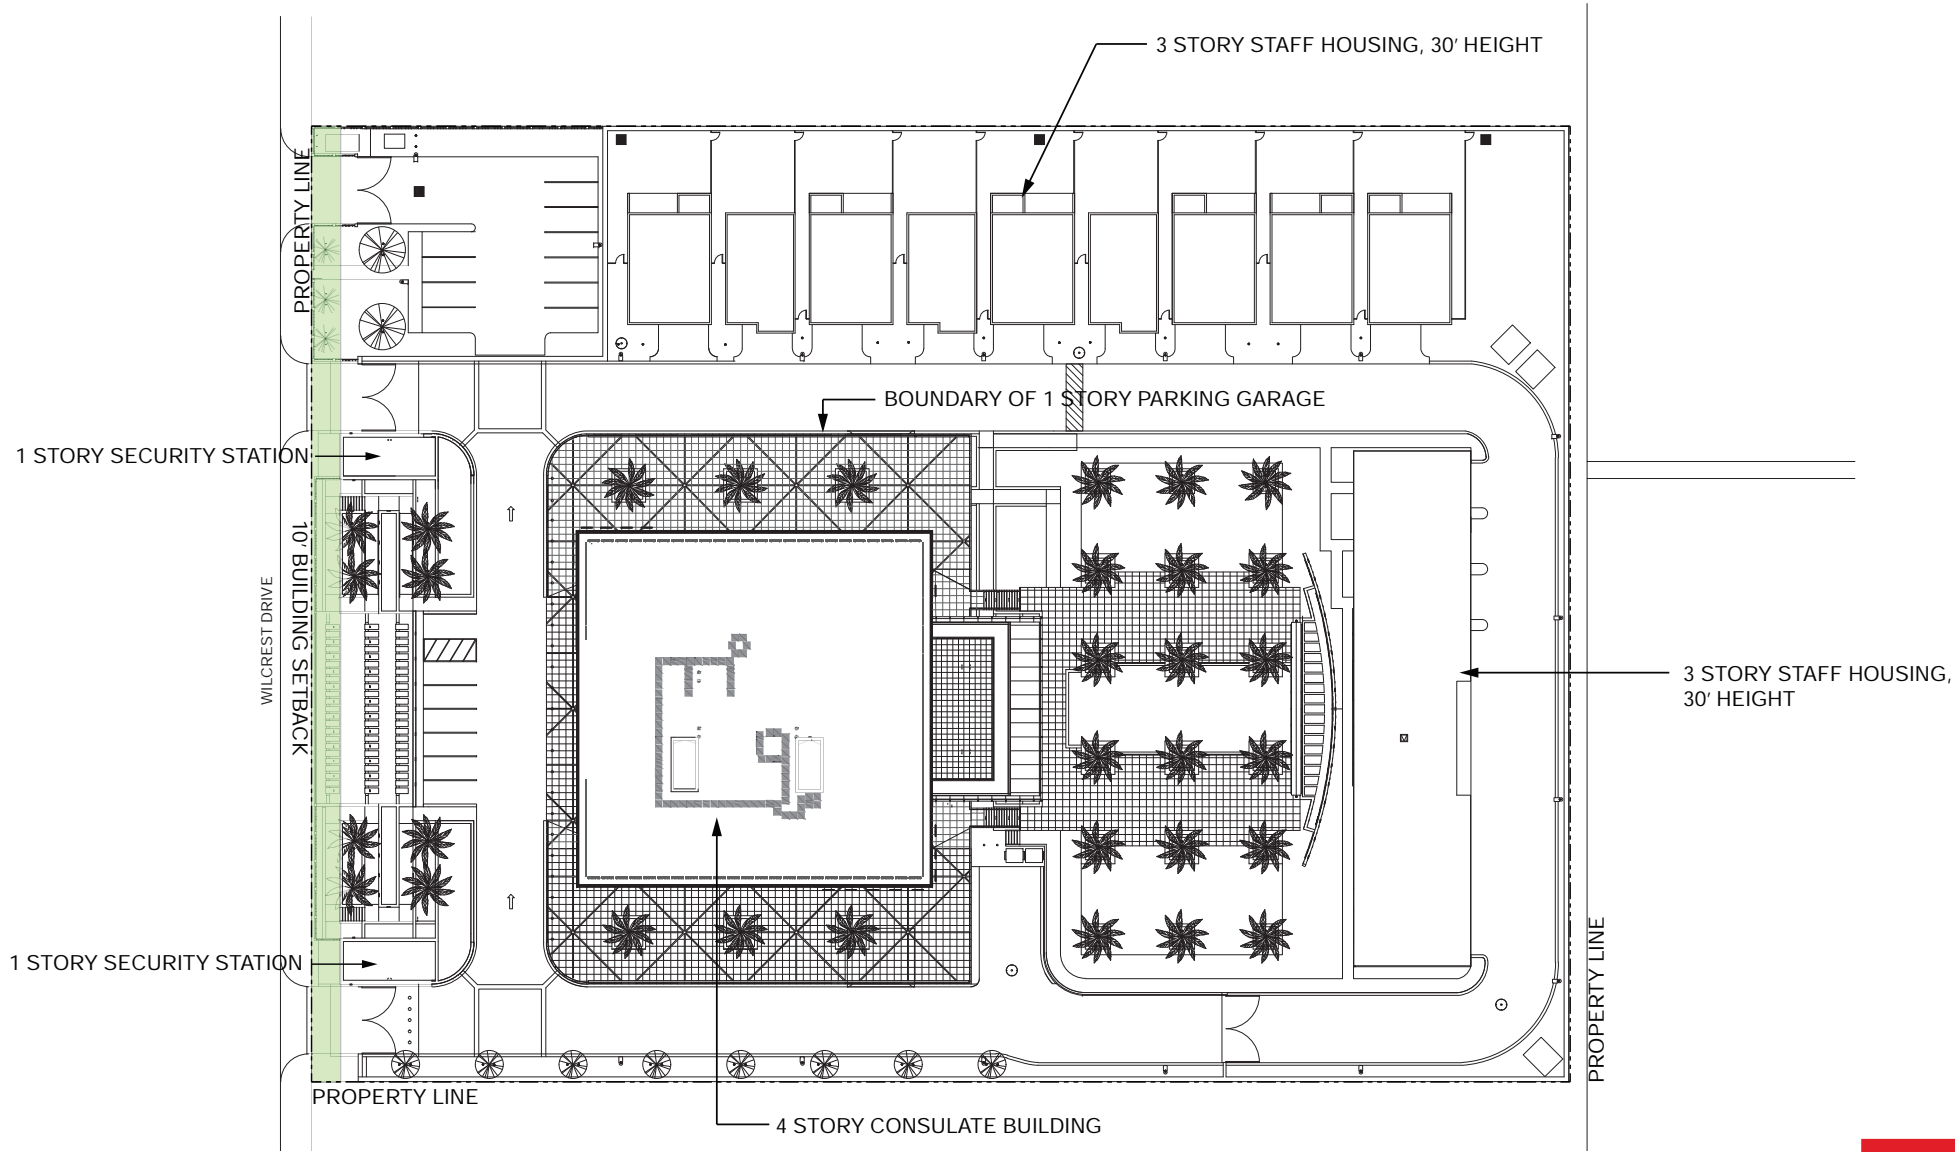 3 STORY STAFF HOUSING, 30' HEIGHT
PROPERTY LINE
BOUNDARY OF 1 STORY PARKING GARAGE
1 STORY SECURITY STATION
10' BUILDING SETBACK
WILCREST DRIVE
3 STORY STAFF HOUSING,
30' HEIGHT
1 STORY SECURITY STATION
PROPERTY LINE
PROPERTY LINE
4 STORY CONSULATE BUILDING